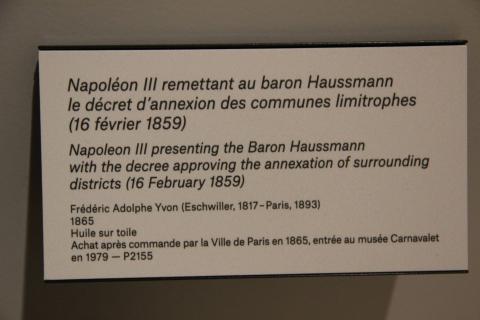 Napoléon III remettant au baron Haussmann
le décret d'annexion des communes limitrophes
(16 février 1859)
Napoleon III presenting the Baron Haussmann
with the decree approving the annexation of surrounding
districts (16 February 1859)
Frédéric Adolphe Yvon (Eschwiller, 1817 - Paris, 1893)
1865
Huile sur toile
Achat après commande par la Ville de Paris en 1865, entrée au musée Carnavalet
en 1979 — P2155